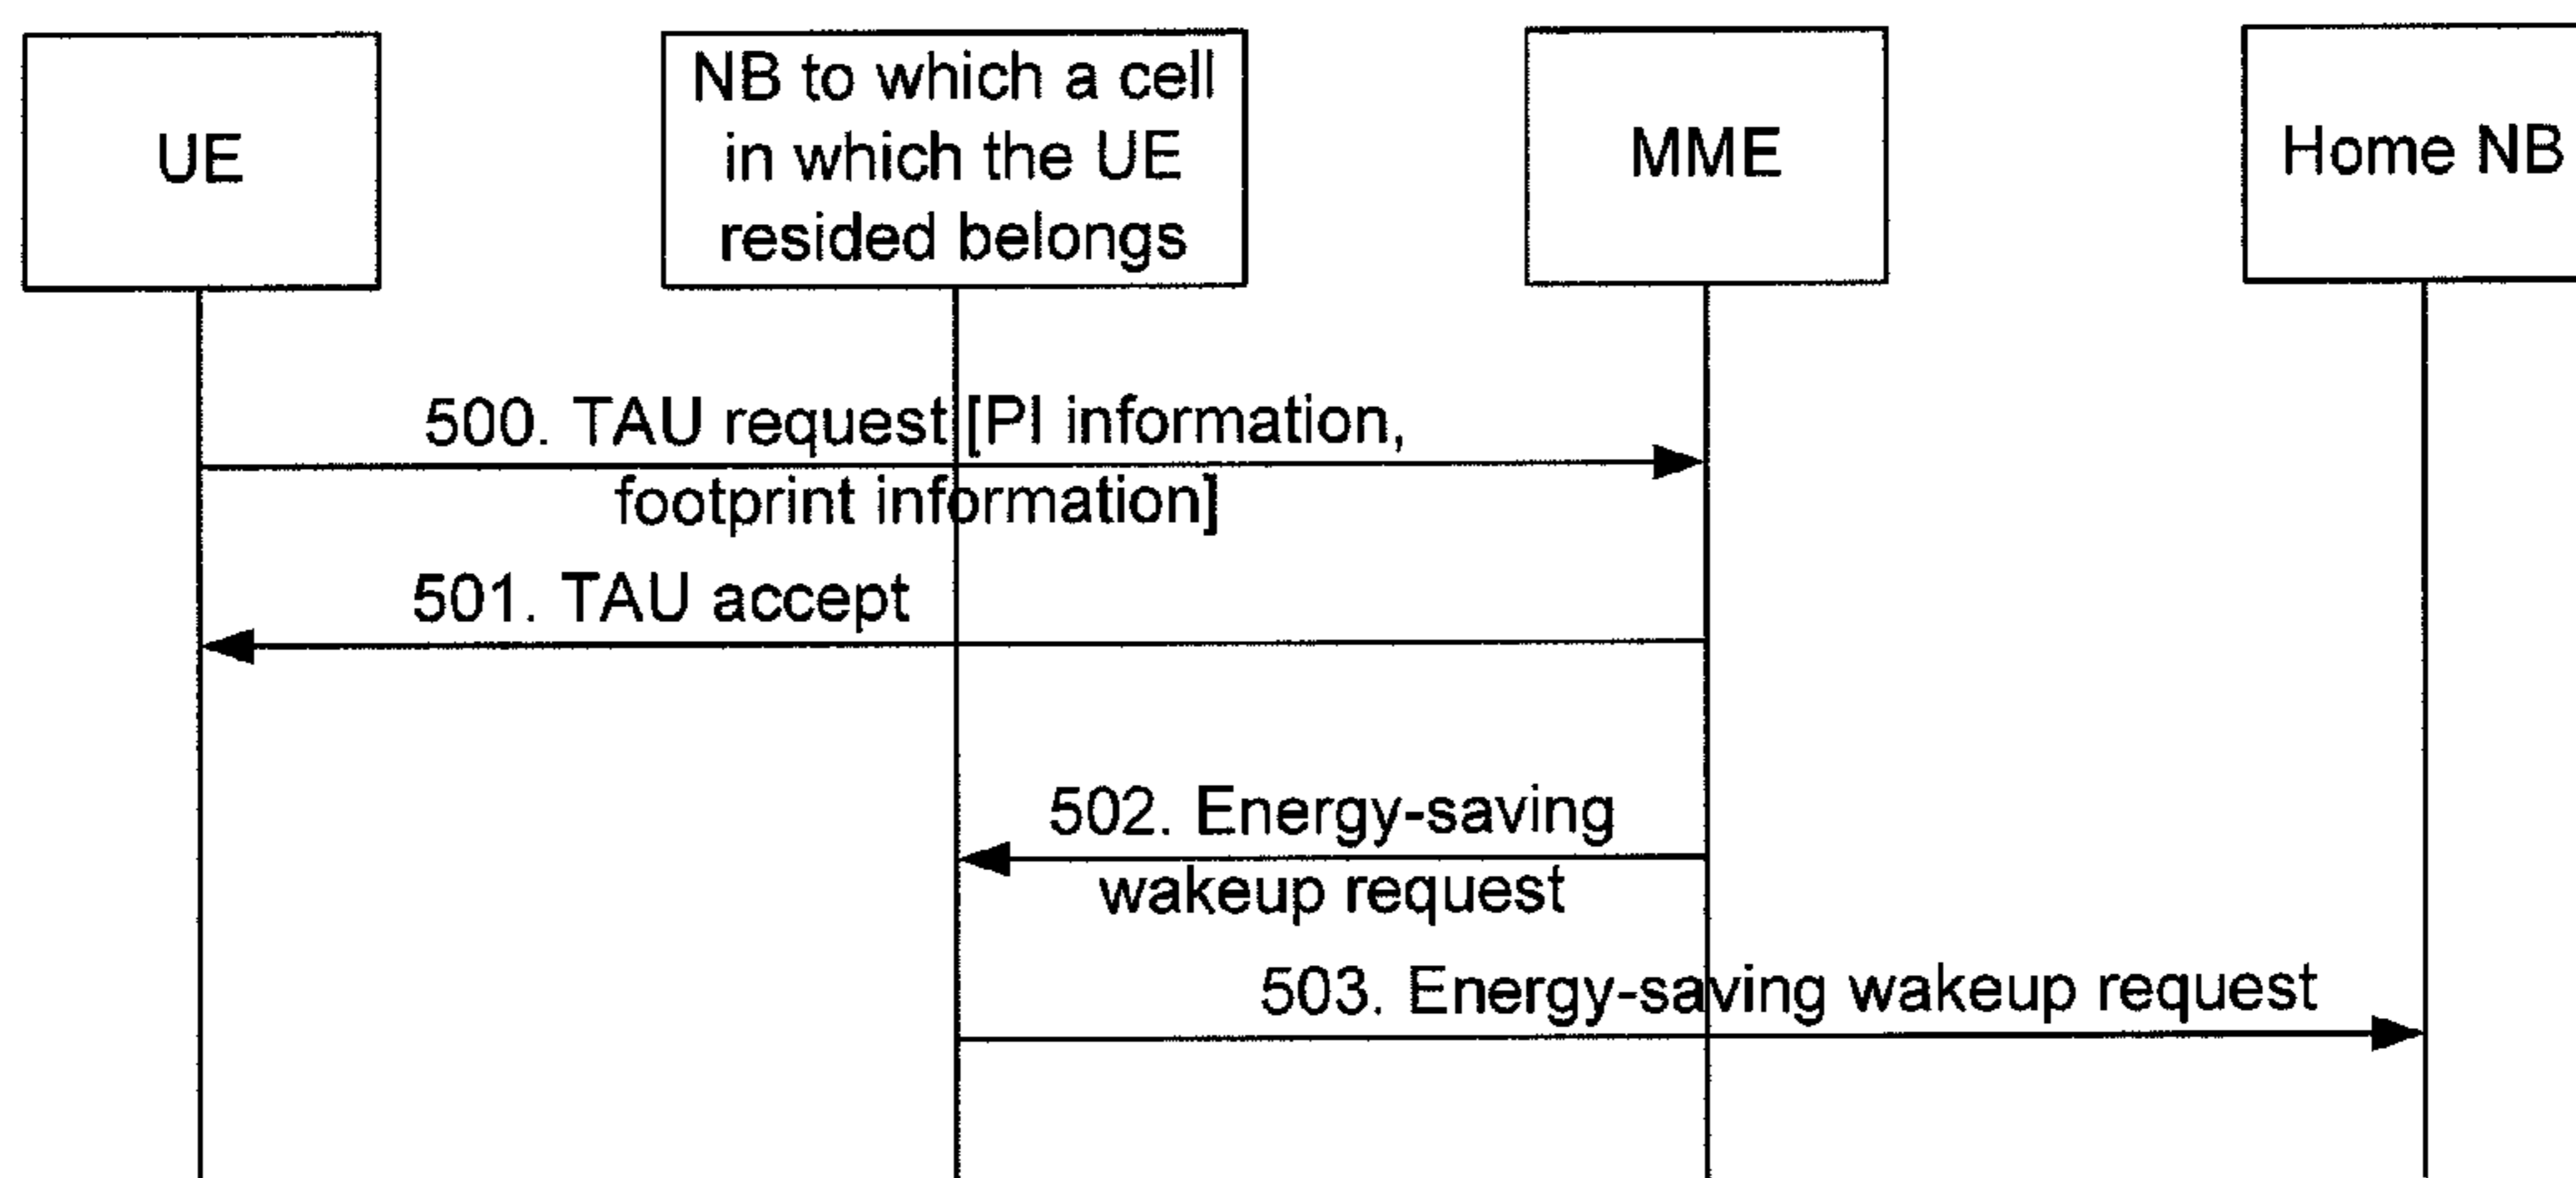 UE
NB to which a cell
in which the UE
resided belongs
MME
Home NB
500. TAU request [PI information,
footprint information]
501. TAU accept
502. Energy-saving
wakeup request
503. Energy-saving wakeup request